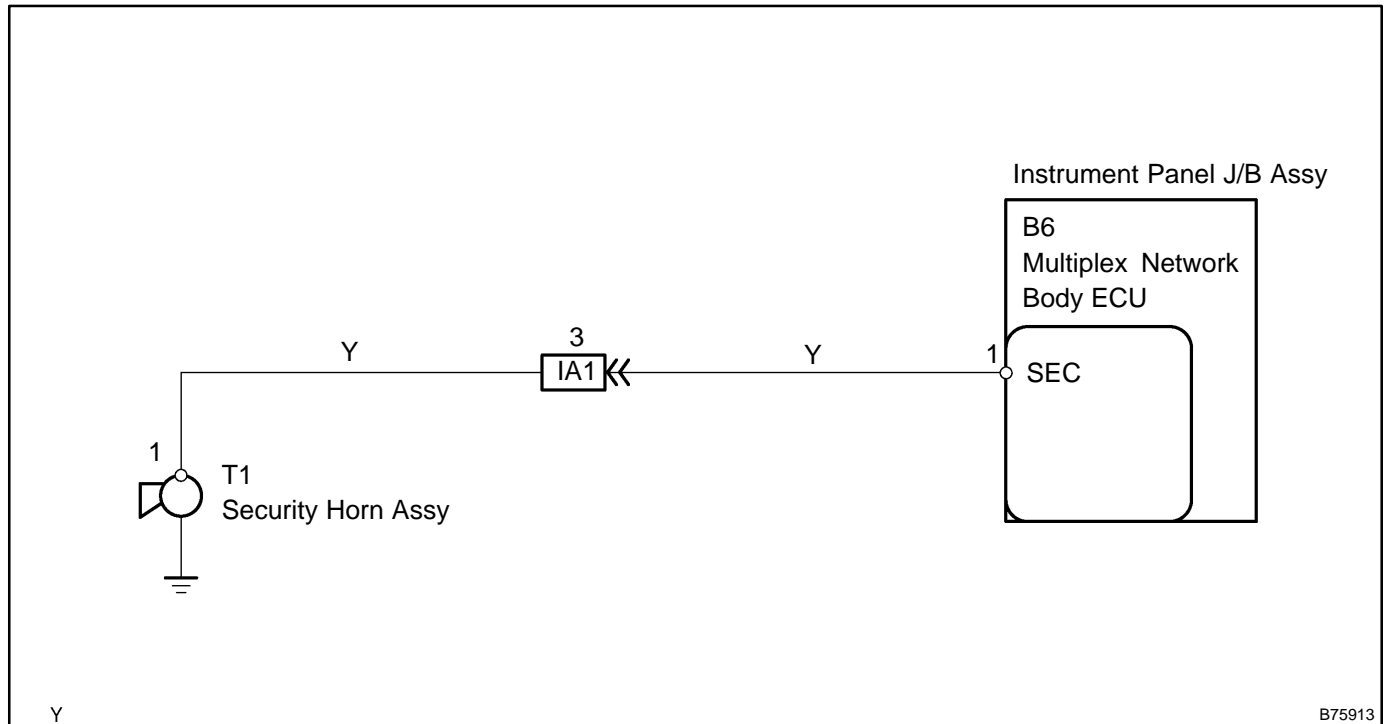 Instrument Panel J/B Assy
B6
Multiplex Network
Body ECU
3
Y
IA1
Y
1
SEC
1
T1
Security Horn Assy
Y
B75913